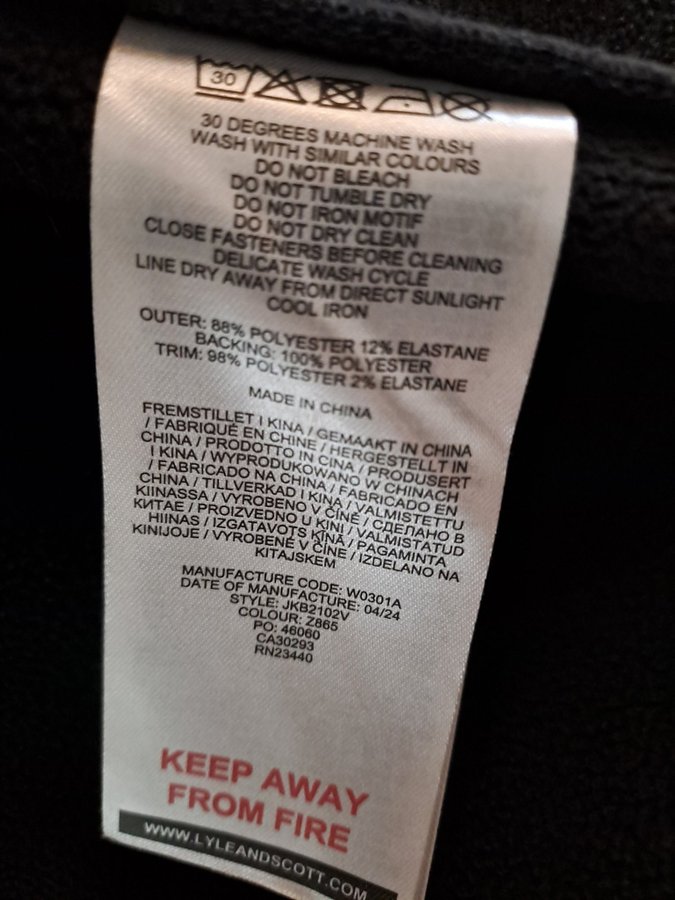 30
30 DEGREES MACHINE WASH
WASH WITH SIMILAR COLOURS
DO NOT BLEACH
DO NOT TUMBLE DRY
DO NOT IRON MOTIF
DO NOT DRY CLEAN
CLOSE FASTENERS BEFORE CLEANING
DELICATE WASH CYCLE
LINE DRY AWAY FROM DIRECT SUNLIGHT
COOL IRON
OUTER: 88% POLYESTER 12% ELASTANE
BACKING: 100% POLYESTER
TRIM: 98% POLYESTER 2% ELASTANE
MADE IN CHINA
FREMSTILLET I KINA / GEMAAKT IN CHINA
/ FABRIQUÉ EN CHINE / HERGESTELLT IN
CHINA / PRODOTTO IN CINA / PRODUSERT
I KINA / WYPRODUKOWANO W CHINACH
/ FABRICADO NA CHINA / FABRICADO EN
CHINA / TILLVERKAD I KINA / VALMISTETTU
KIINASSA / VYROBENO V ČÍNĚ / СДЕЛАНО В
КИТАЕ / PROIZVEDNO U KINI / VALMISTATUD
HIINAS / IZGATAVOTS ĶĪNĀ / PAGAMINTA
KINIJOJE / VYROBENÉ V ČÍNE / IZDELANO NA
KITAJSKEM
MANUFACTURE CODE: W0301A
DATE OF MANUFACTURE: 04/24
STYLE: JKB2102V
COLOUR: Z865
PO: 46060
CA30293
RN23440
KEEP AWAY
FROM FIRE
WWW.LYLEANDSCOTT.COM